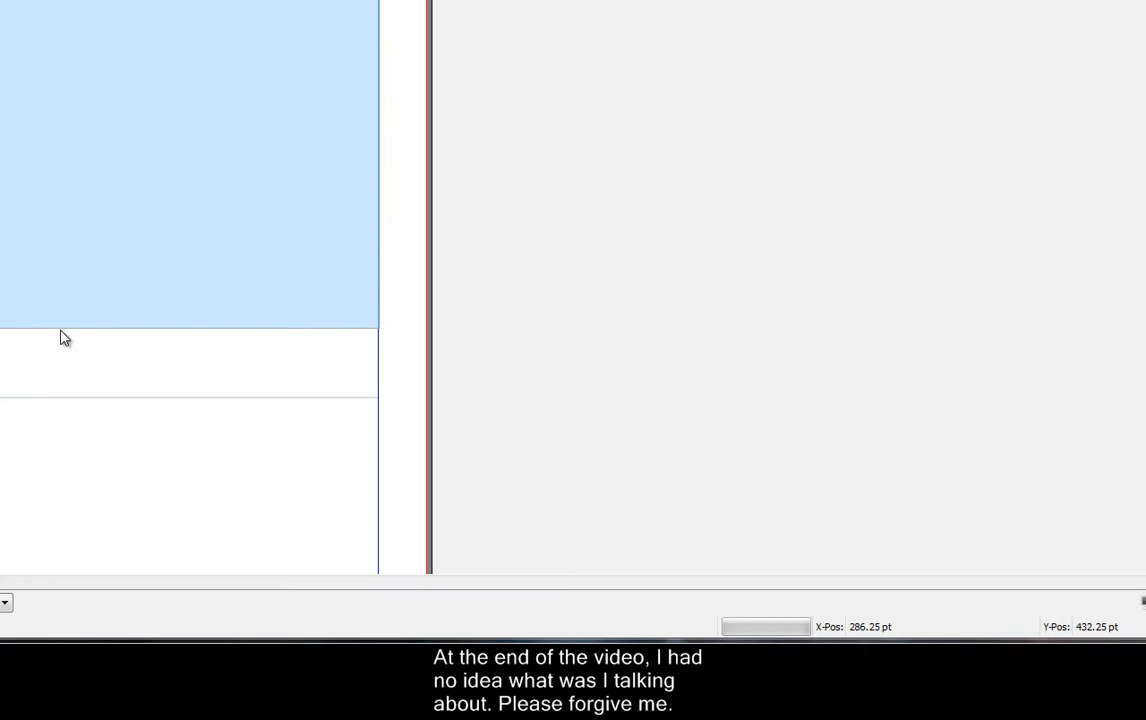 X-Pos: 286.25 pt Y-Pos: 432.25 pt
At the end of the video, I had
no idea what was I talking
about. Please forgive me.